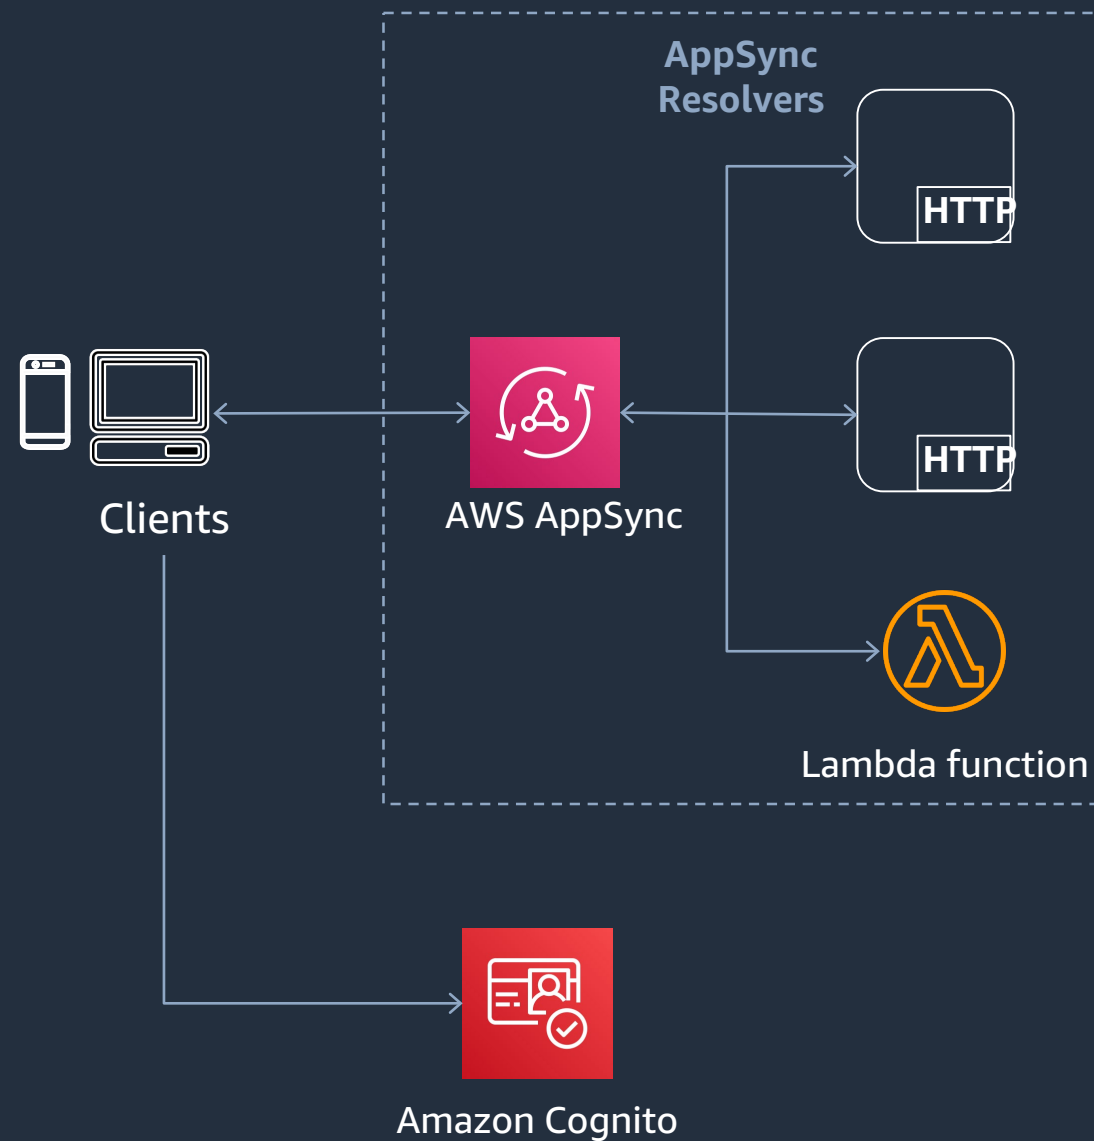 AppSync
Resolvers
HTTP
HTTP
Clients
AWS AppSync
Lambda function
Amazon Cognito